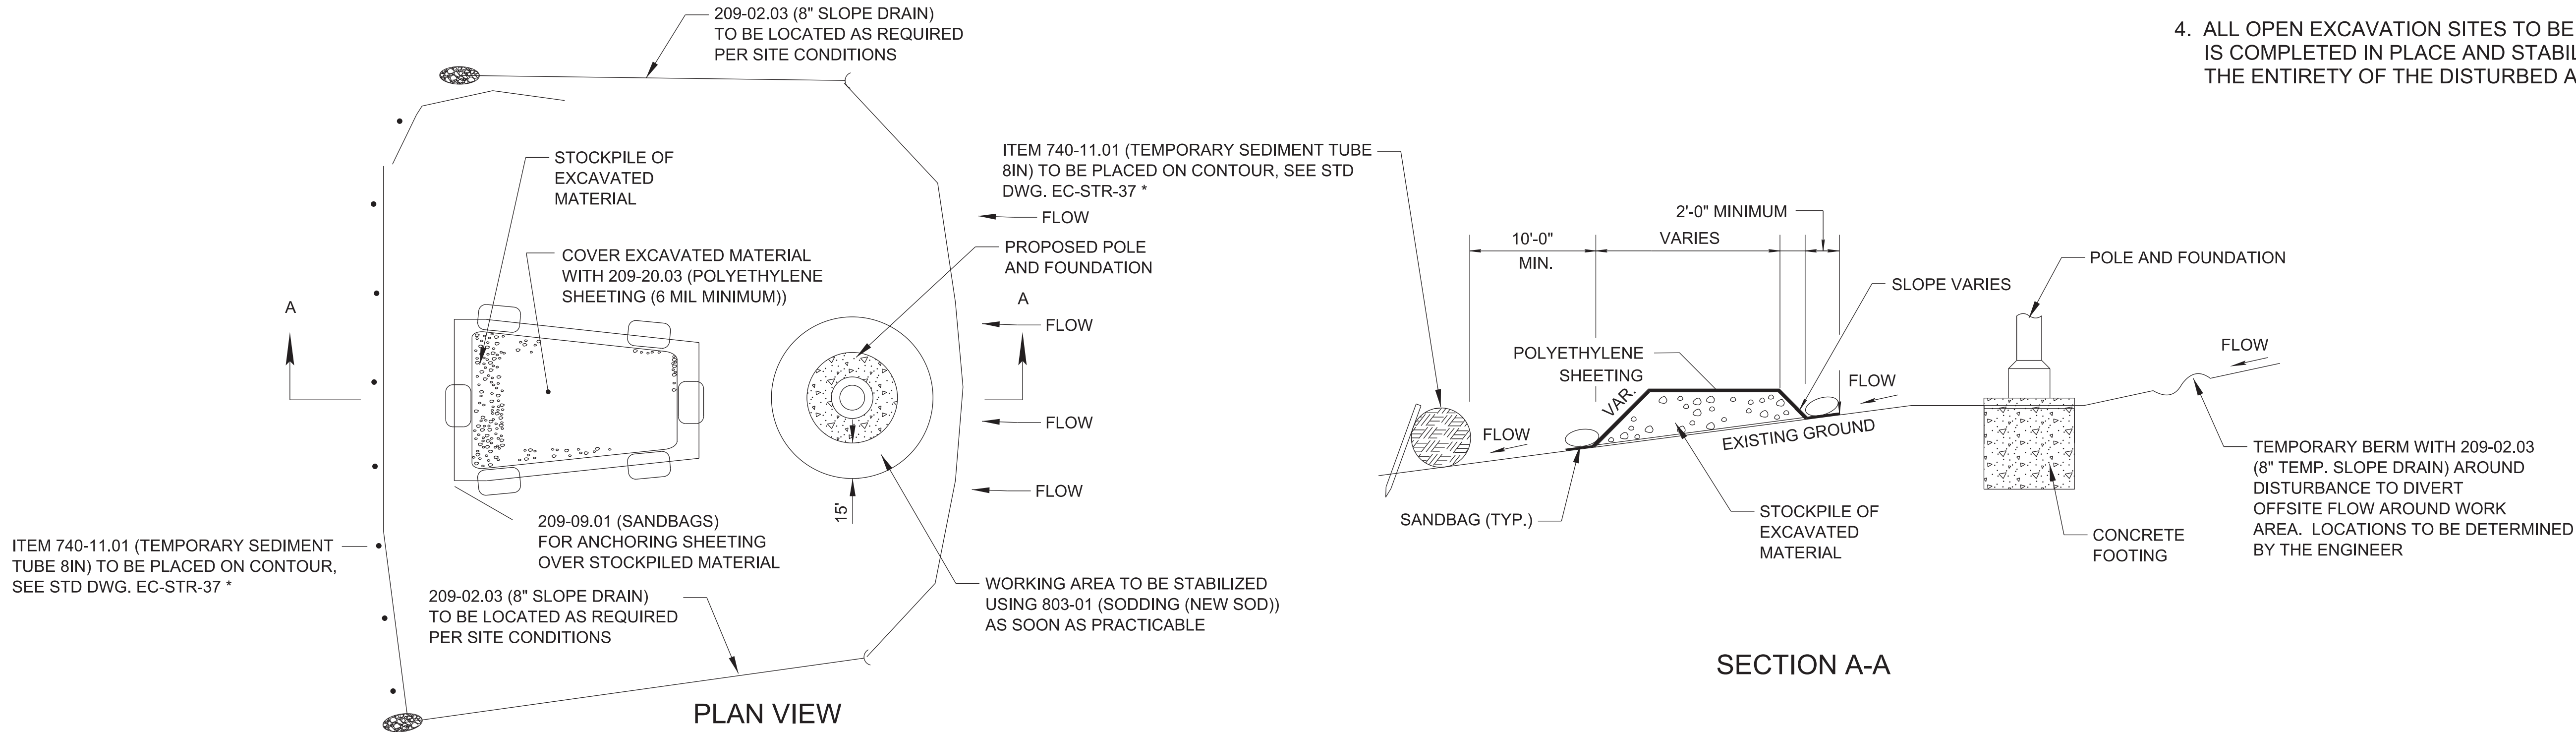 209-02.03 (8" SLOPE DRAIN)
TO BE LOCATED AS REQUIRED
PER SITE CONDITIONS
STOCKPILE OF
EXCAVATED
MATERIAL
COVER EXCAVATED MATERIAL
WITH 209-20.03 (POLYETHYLENE
SHEETING (6 MIL MINIMUM))
A
FLOW
PROPOSED POLE
AND FOUNDATION
A
FLOW
FLOW
FLOW
15'
209-09.01 (SANDBAGS)
FOR ANCHORING SHEETING
OVER STOCKPILED MATERIAL
ITEM 740-11.01 (TEMPORARY SEDIMENT
TUBE 8IN) TO BE PLACED ON CONTOUR,
SEE STD DWG. EC-STR-37 *
209-02.03 (8" SLOPE DRAIN)
TO BE LOCATED AS REQUIRED
PER SITE CONDITIONS
WORKING AREA TO BE STABILIZED
USING 803-01 (SODDING (NEW SOD))
AS SOON AS PRACTICABLE
PLAN VIEW
4. ALL OPEN EXCAVATION SITES TO BE
IS COMPLETED IN PLACE AND STABIL
THE ENTIRETY OF THE DISTURBED A
ITEM 740-11.01 (TEMPORARY SEDIMENT TUBE
8IN) TO BE PLACED ON CONTOUR, SEE STD
DWG. EC-STR-37 *
2'-0" MINIMUM
10'-0"
MIN.
VARIES
POLE AND FOUNDATION
SLOPE VARIES
POLYETHYLENE
SHEETING
VAR.
FLOW
FLOW
FLOW
EXISTING GROUND
SANDBAG (TYP.)
STOCKPILE OF
EXCAVATED
MATERIAL
CONCRETE
FOOTING
TEMPORARY BERM WITH 209-02.03
(8" TEMP. SLOPE DRAIN) AROUND
DISTURBANCE TO DIVERT
OFFSITE FLOW AROUND WORK
AREA. LOCATIONS TO BE DETERMINED
BY THE ENGINEER
SECTION A-A